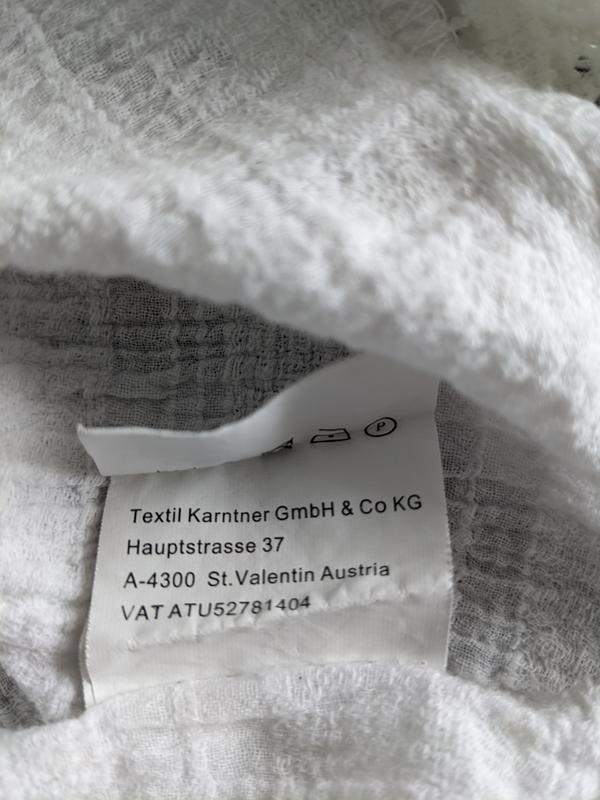 P
Textil Karntner GmbH & Co KG
Hauptstrasse 37
A-4300 St.Valentin Austria
VAT ATU52781404